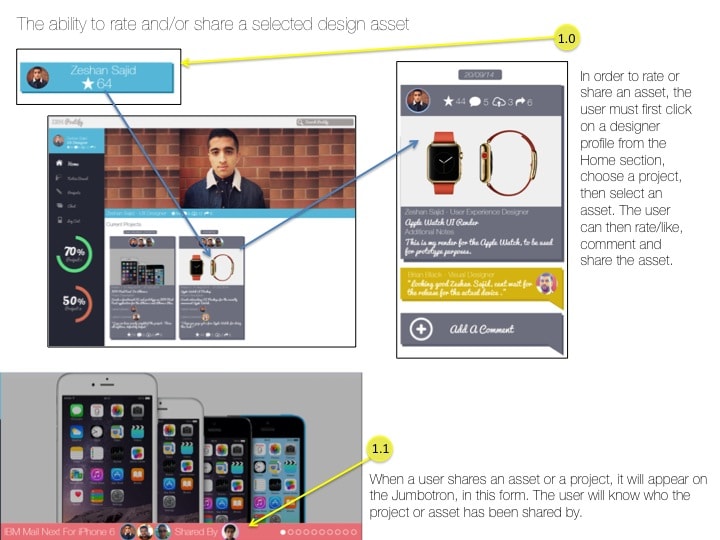 The ability to rate and/or share a selected design asset
1.0
Zeshan Sajid
64
20/09/14
44 5 3 6
Zeshan Sajid - User Experience Designer
Apple Watch UI Render
Additional Notes
This is my render for the Apple Watch, to be used
for prototype purposes.
Brian Black - Visual Designer
"Looking good Zeshan Sajid, cant wait for
the release for the actual device."
Add A Comment
In order to rate or
share an asset, the
user must first click
on a designer
profile from the
Home section,
choose a project,
then select an
asset. The user
can then rate/like,
comment and
share the asset.
Home
Projects
70%
Projects
50%
Projects
Zeshan Sajid - UX Designer
Current Projects
1.1
When a user shares an asset or a project, it will appear on
the Jumbotron, in this form. The user will know who the
project or asset has been shared by.
IBM Mail Next For iPhone 6
Shared By